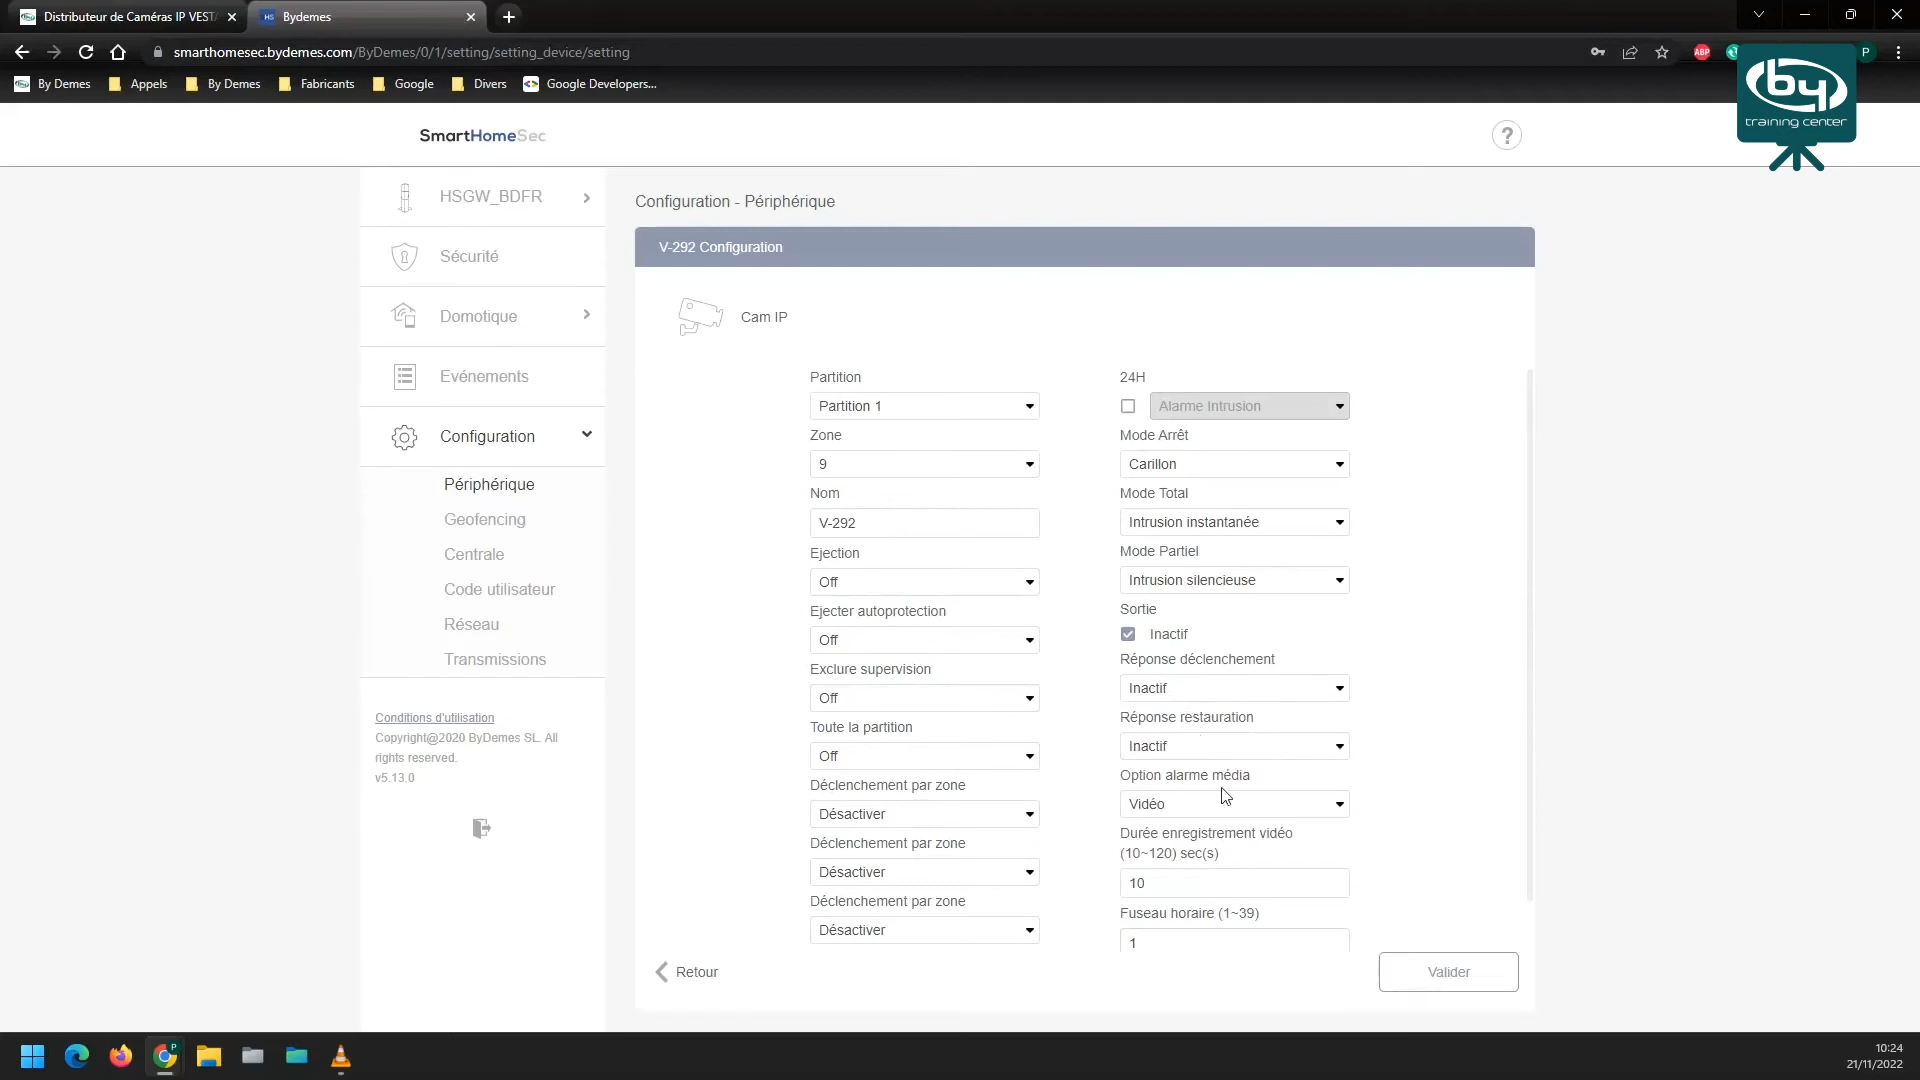 Distributeur de Caméras IP VEST
Bydemes
smarthomesec.bydemes.com/ByDemes/0/1/setting/setting_device/setting
ABP
P
By Demes
Appels
By Demes
Fabricants
Google
Divers
Google Developers...
by
training center
SmartHomeSec
?
HSGW_BDFR
Sécurité
Domotique
Evénements
Configuration
Périphérique
Geofencing
Centrale
Code utilisateur
Réseau
Transmissions
Conditions d'utilisation
Copyright@2020 ByDemes SL. All
rights reserved.
v5.13.0
Configuration - Périphérique
V-292 Configuration
Cam IP
Partition
Partition 1
Zone
9
Nom
V-292
Ejection
Off
Ejecter autoprotection
Off
Exclure supervision
Off
Toute la partition
Off
Déclenchement par zone
Désactiver
Déclenchement par zone
Désactiver
Déclenchement par zone
Désactiver
24H
Alarme Intrusion
Mode Arrêt
Carillon
Mode Total
Intrusion instantanée
Mode Partiel
Intrusion silencieuse
Sortie
Inactif
Réponse déclenchement
Inactif
Réponse restauration
Inactif
Option alarme média
Vidéo
Durée enregistrement vidéo
(10~120) sec(s)
10
Fuseau horaire (1~39)
1
Retour
Valider
10:24
21/11/2022